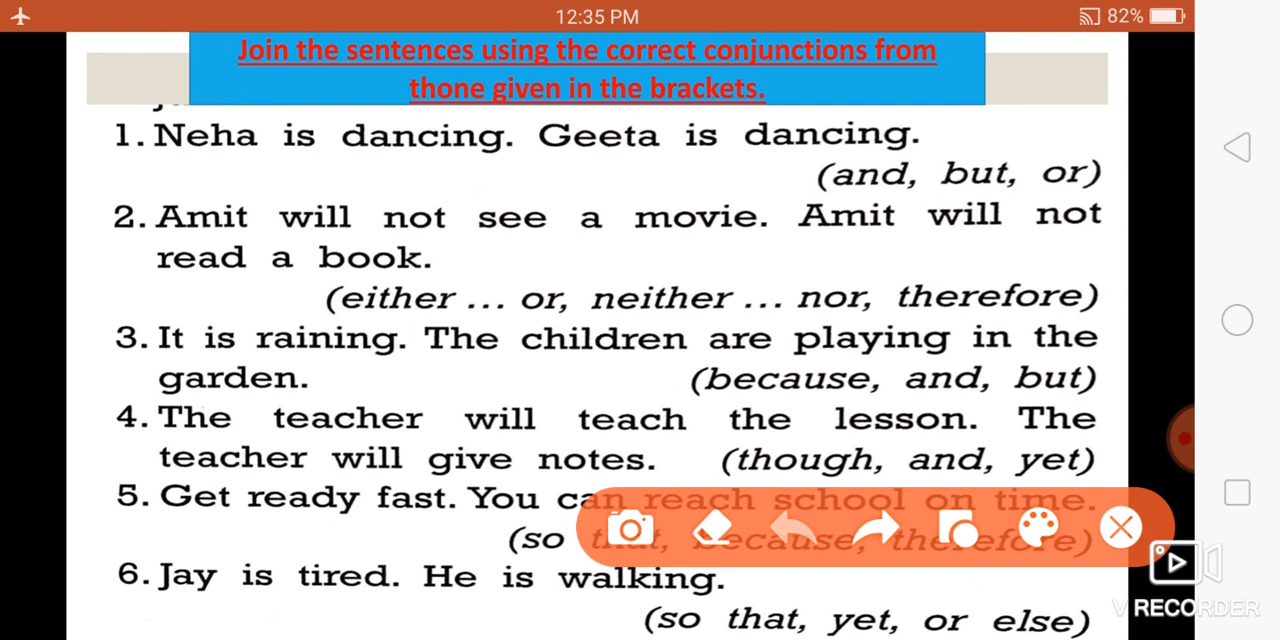 12:35 PM
82%
Join the sentences using the correct conjunctions from
thone given in the brackets.
1. Neha is dancing. Geeta is dancing.
(and, but, or)
2. Amit will not see a movie. Amit will not
read a book.
(either ... or, neither ... nor, therefore)
3. It is raining. The children are playing in the
garden. (because, and, but)
4. The teacher will teach the lesson. The
teacher will give notes. (though, and, yet)
5. Get ready fast. You can reach school on time.
(so that, because, therefore)
6. Jay is tired. He is walking.
(so that, yet, or else)
V RECORDER